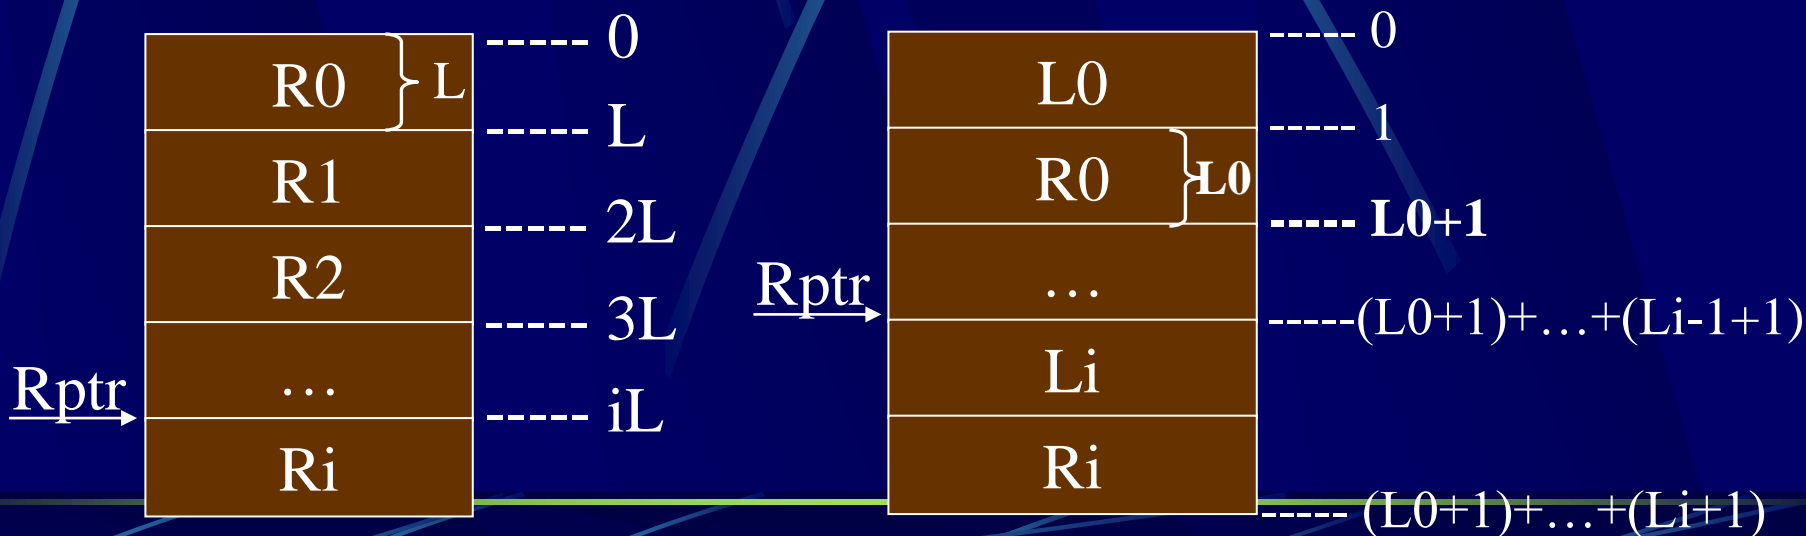 R0 L
R1
R2
…
Ri
Rptr
0
L
2L
3L
iL
L0
R0 L0
…
Li
Ri
Rptr
0
1
L0+1
(L0+1)+…+(Li-1+1)
(L0+1)+…+(Li+1)